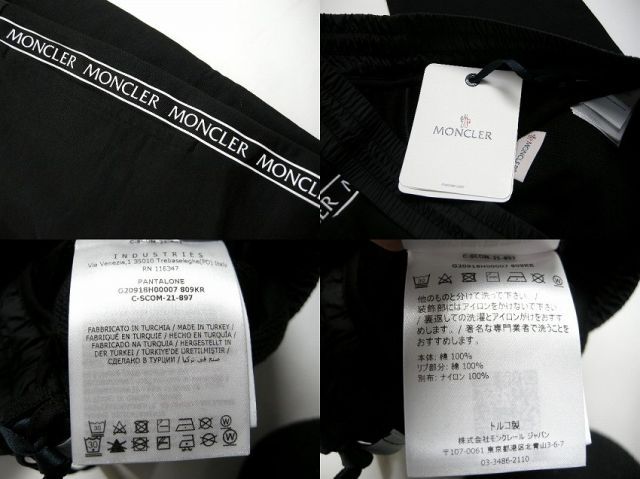 MONCLER MONCLER MONCLER MONCLER
MONCLER
MONCLER
LER
INDUSTRIES
Via Venezia,1 35010 Trebaseleghe(PD) Italy
RN 116347
PANTALONE
G20918H00007 809KR
C-SCOM-21-897
FABBRICATO IN TURCHIA / MADE IN TURKEY
FABRIQUÉ EN TURQUIE / HECHO EN TURQUÍA
FABRICADO NA TURQUIA / HERGESTELLT IN
DER TÜRKEI / TÜRKİYE'DE ÜRETİLMİŞTİR /
СДЕЛАНО В ТУРЦИИ / صنع في تركيا
30
30
C-SCOM-21-897
他のものと分けて洗って下さい /
装飾部にはアイロンをかけないで下さい
/ 裏返しての洗濯とアイロンがけをおすす
めします。/ 著名な専門業者で洗うことを
おすすめします。
本体: 綿 100%
リブ部分: 綿 100%
別布: ナイロン 100%
トルコ製
株式会社モンクレール ジャパン
〒107-0061 東京都港区北青山3-6-7
03-3486-2110